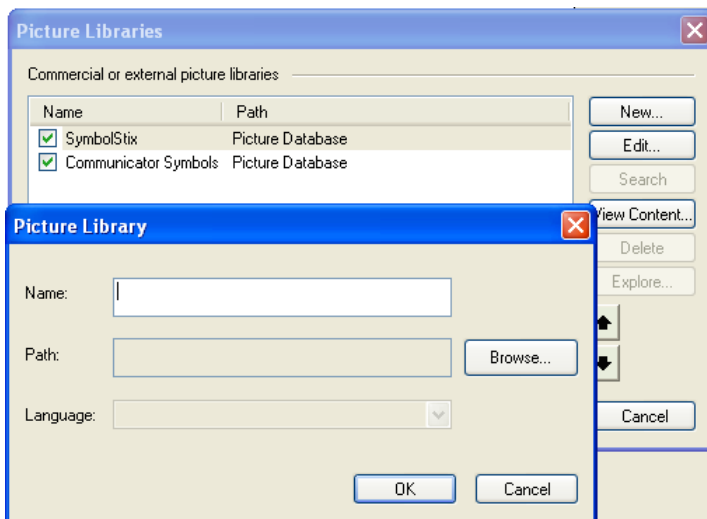 Picture Libraries
Commercial or external picture libraries
Name Path
SymbolStix Picture Database
Communicator Symbols Picture Database
New...
Edit...
Search
View Content...
Delete
Explore...
Cancel
Picture Library
Name:
Path:
Browse...
Language:
OK Cancel